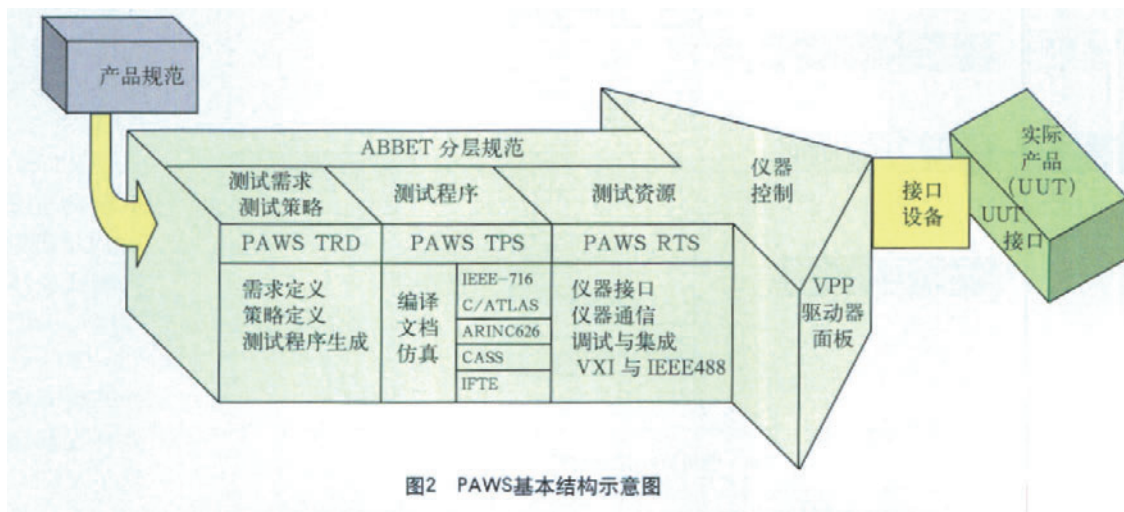 产品规范
ABBET 分层规范
测试需求
测试策略
测试程序
测试资源
仪器
控制
接口
设备
实际
产品
(UUT)
UUT
接口
PAWS TRD
PAWS TPS
PAWS RTS
需求定义
策略定义
测试程序生成
编译
文档
仿真
IEEE-716
C/ATLAS
ARINC626
CASS
IFTE
仪器接口
仪器通信
调试与集成
VXI 与 IEEE488
VPP
驱动器
面板
图2 PAWS基本结构示意图